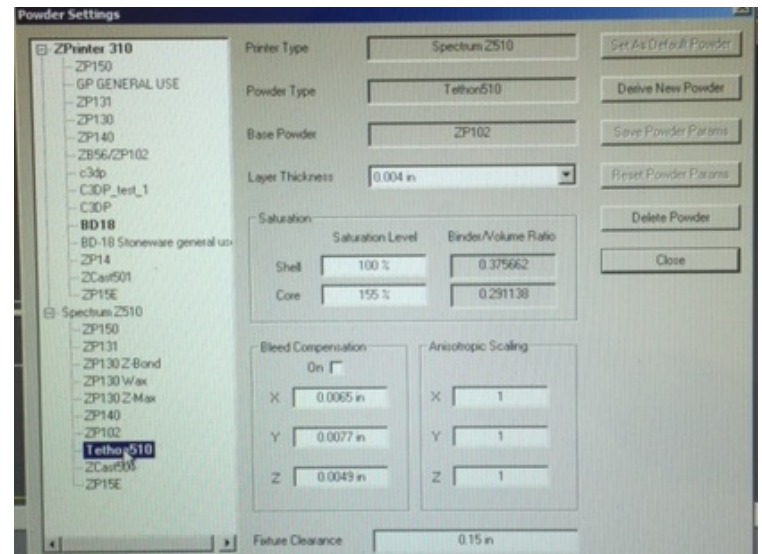 Powder Settings
ZPrinter 310
ZP150
GP GENERAL USE
ZP131
ZP130
ZP140
ZB56/ZP102
c3dp
C3DP_test_1
C3DP
BD18
BD-18 Stoneware general us
ZP14
ZCast501
ZP15E
Spectrum Z510
ZP150
ZP131
ZP130 Z-Bond
ZP130 Wax
ZP130 Z-Max
ZP140
ZP102
Tethon510
ZCast501
ZP15E
Printer Type Spectrum Z510
Powder Type Tethon510
Base Powder ZP102
Layer Thickness 0.004 in
Saturation
Saturation Level Binder/Volume Ratio
Shell 100 % 0.375662
Core 155 % 0.291138
Bleed Compensation
On
X 0.0065 in
Y 0.0077 in
Z 0.0049 in
Anisotropic Scaling
X 1
Y 1
Z 1
Fixture Clearance 0.15 in
Set As Default Powder
Derive New Powder
Save Powder Params
Reset Powder Params
Delete Powder
Close